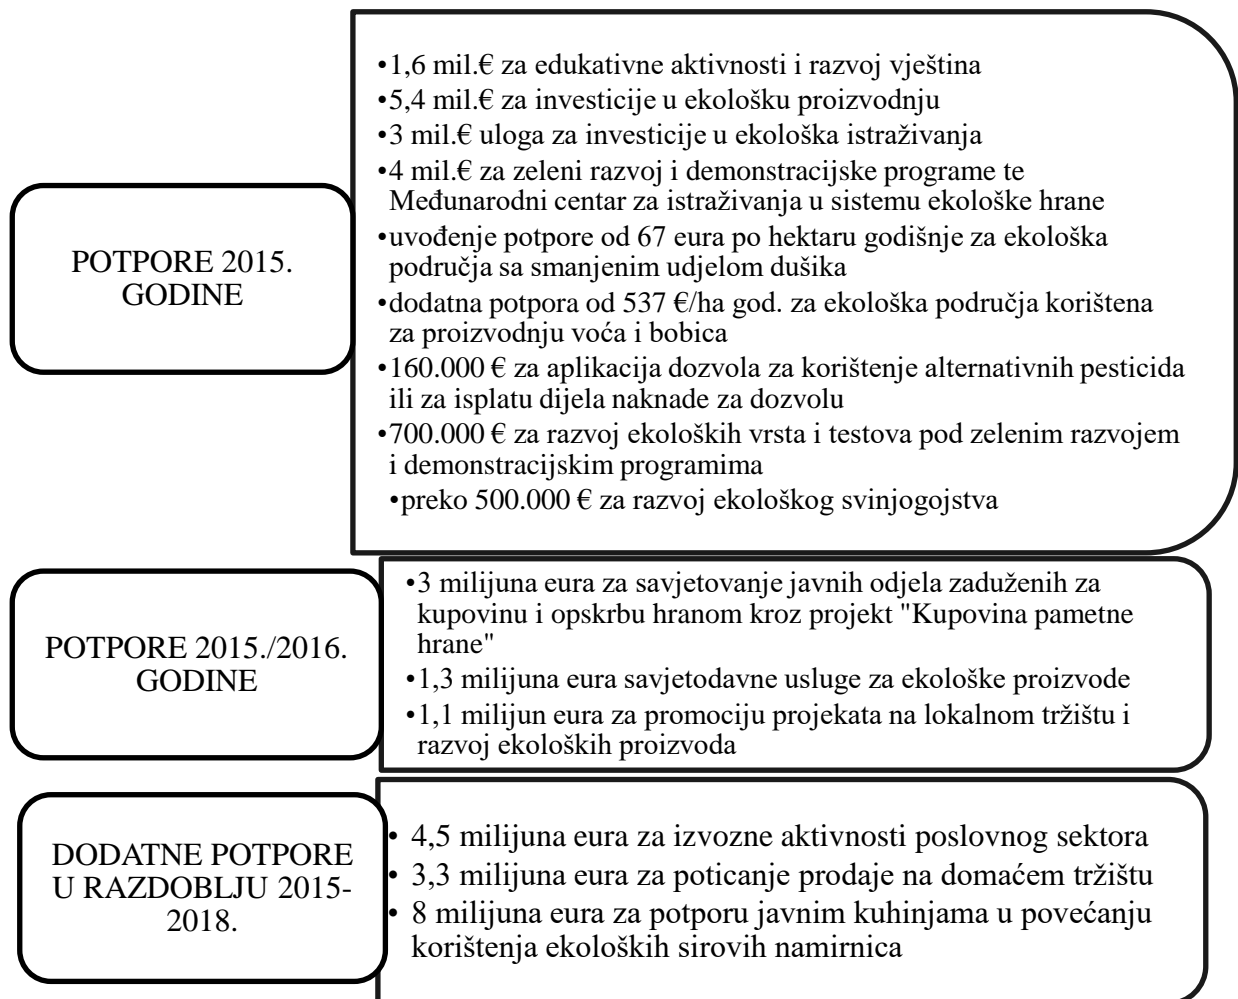 POTPORE 2015.
GODINE
•1,6 mil.€ za edukativne aktivnosti i razvoj vještina
•5,4 mil.€ za investicije u ekološku proizvodnju
•3 mil.€ uloga za investicije u ekološka istraživanja
•4 mil.€ za zeleni razvoj i demonstracijske programe te
Međunarodni centar za istraživanja u sistemu ekološke hrane
•uvođenje potpore od 67 eura po hektaru godišnje za ekološka
područja sa smanjenim udjelom dušika
•dodatna potpora od 537 €/ha god. za ekološka područja korištena
za proizvodnju voća i bobica
•160.000 € za aplikacija dozvola za korištenje alternativnih pesticida
ili za isplatu dijela naknade za dozvolu
•700.000 € za razvoj ekoloških vrsta i testova pod zelenim razvojem
i demonstracijskim programima
•preko 500.000 € za razvoj ekološkog svinjogojstva
POTPORE 2015./2016.
GODINE
•3 milijuna eura za savjetovanje javnih odjela zaduženih za
kupovinu i opskrbu hranom kroz projekt "Kupovina pametne
hrane"
•1,3 milijuna eura savjetodavne usluge za ekološke proizvode
•1,1 milijun eura za promociju projekata na lokalnom tržištu i
razvoj ekoloških proizvoda
DODATNE POTPORE
U RAZDOBLJU 2015-
2018.
• 4,5 milijuna eura za izvozne aktivnosti poslovnog sektora
• 3,3 milijuna eura za poticanje prodaje na domaćem tržištu
• 8 milijuna eura za potporu javnim kuhinjama u povećanju
korištenja ekoloških sirovih namirnica